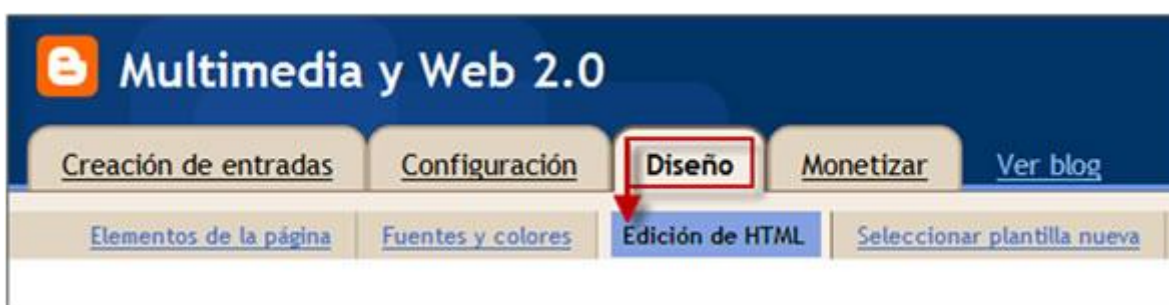 Multimedia y Web 2.0
Creación de entradas Configuración Diseño Monetizar Ver blog
Elementos de la página Fuentes y colores Edición de HTML Seleccionar plantilla nueva